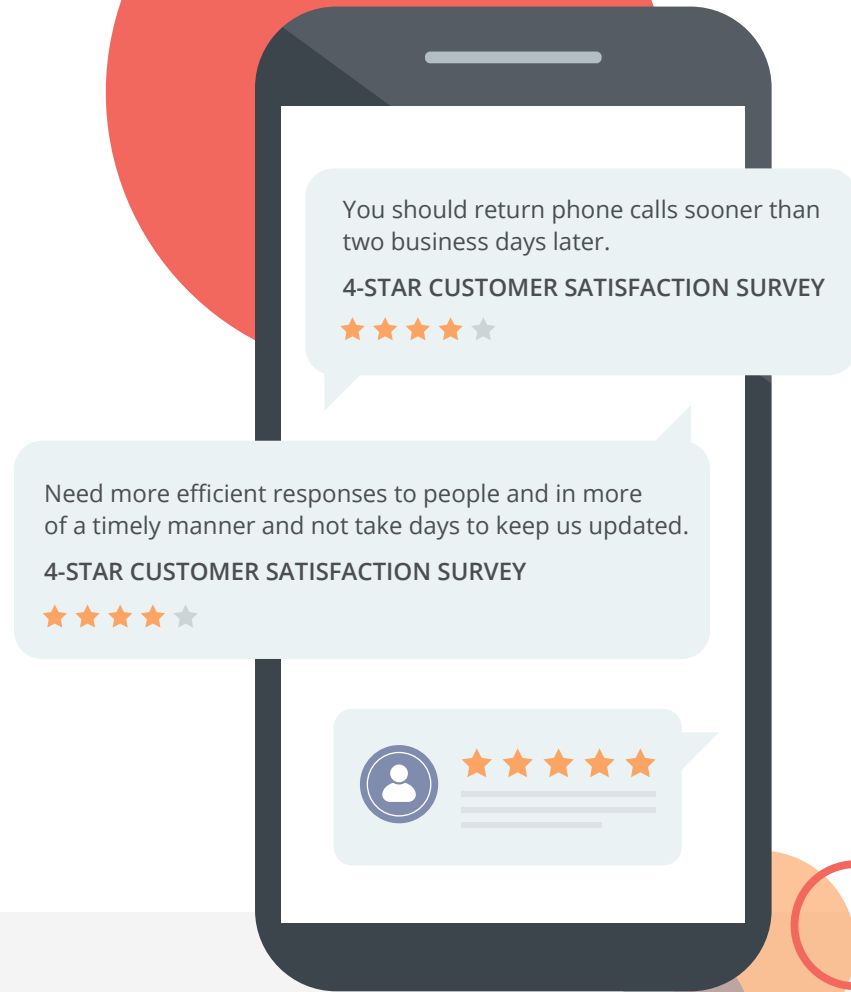 You should return phone calls sooner than
two business days later.
4-STAR CUSTOMER SATISFACTION SURVEY
Need more efficient responses to people and in more
of a timely manner and not take days to keep us updated.
4-STAR CUSTOMER SATISFACTION SURVEY